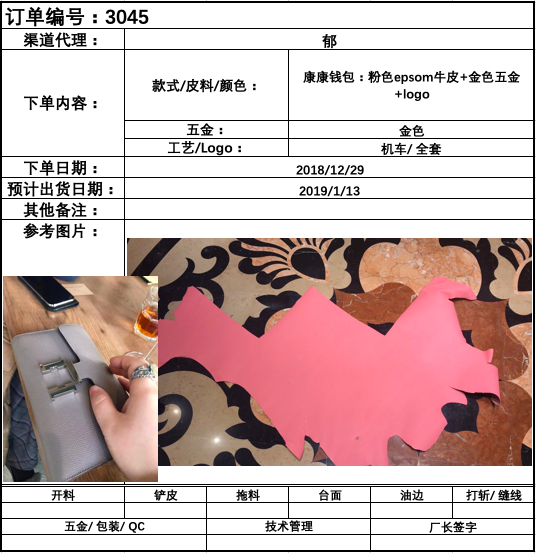 订单编号：3045
渠道代理：
郁
下单内容：
款式/皮料/颜色：
康康钱包：粉色epsom牛皮+金色五金
+logo
五金：
金色
工艺/Logo：
机车/ 全套
下单日期：
2018/12/29
预计出货日期：
2019/1/13
其他备注：
参考图片：
开料
铲皮
拖料
台面
油边
打斩/ 缝线
五金/ 包装/ QC
技术管理
厂长签字